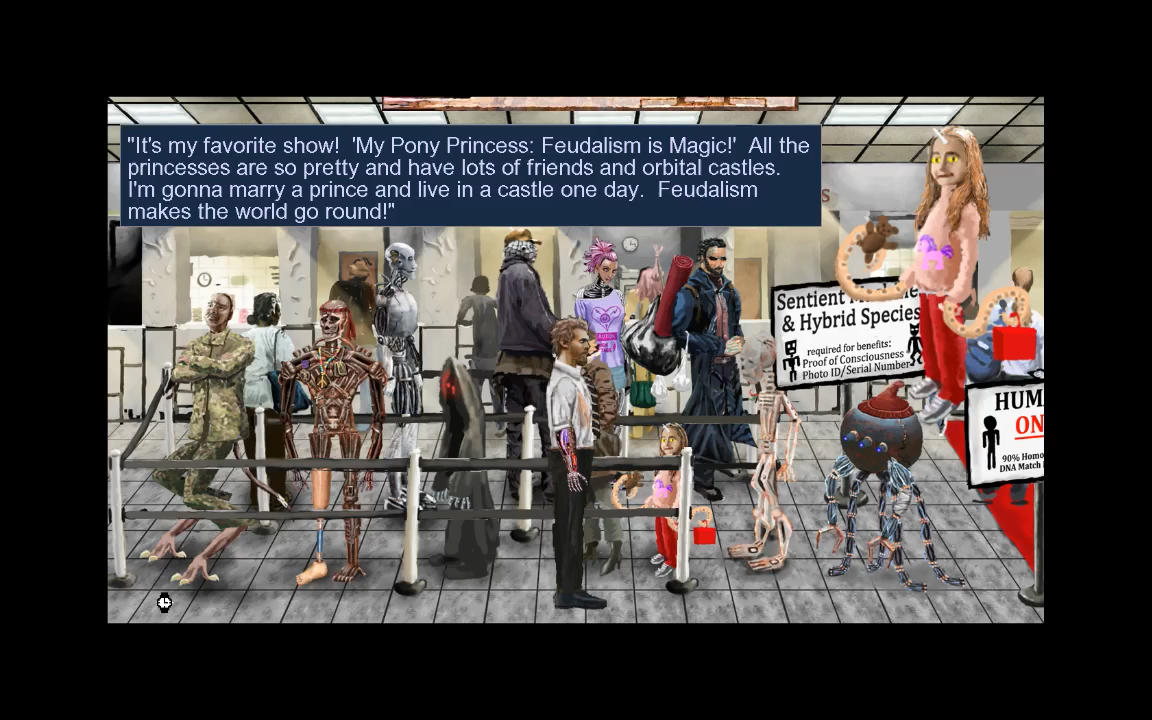 "It's my favorite show!  'My Pony Princess: Feudalism is Magic!'  All the
princesses are so pretty and have lots of friends and orbital castles.
I'm gonna marry a prince and live in a castle one day.  Feudalism
makes the world go round!"
S
Sentient
& Hybrid Species
required for benefits:
Proof of Consciousness
Photo ID/Serial Number
HUM
ON
90% Homo
DNA Match